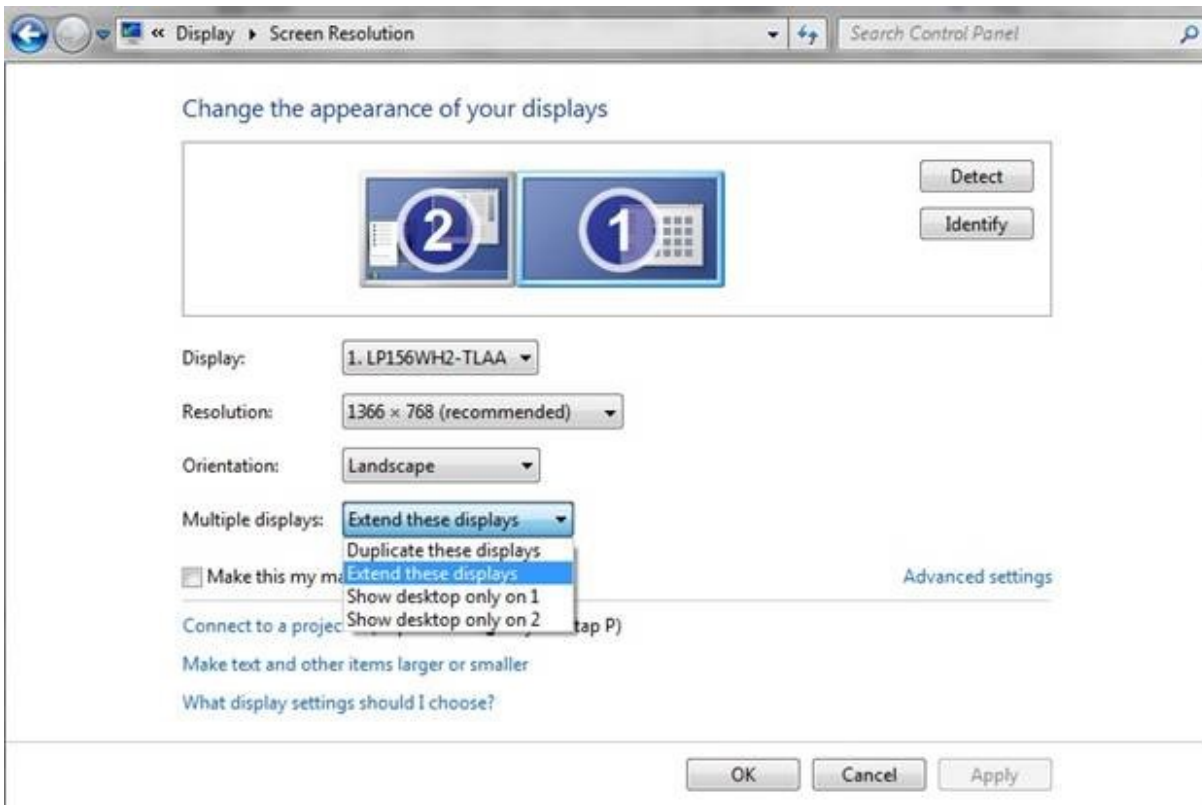 « Display ▸ Screen Resolution Search Control Panel
Change the appearance of your displays
2 1
Detect
Identify
Display: 1. LP156WH2-TLAA
Resolution: 1366 × 768 (recommended)
Orientation: Landscape
Multiple displays: Extend these displays
Duplicate these displays
Make this my ma Extend these displays Advanced settings
Show desktop only on 1
Connect to a projec Show desktop only on 2 tap P)
Make text and other items larger or smaller
What display settings should I choose?
OK Cancel Apply